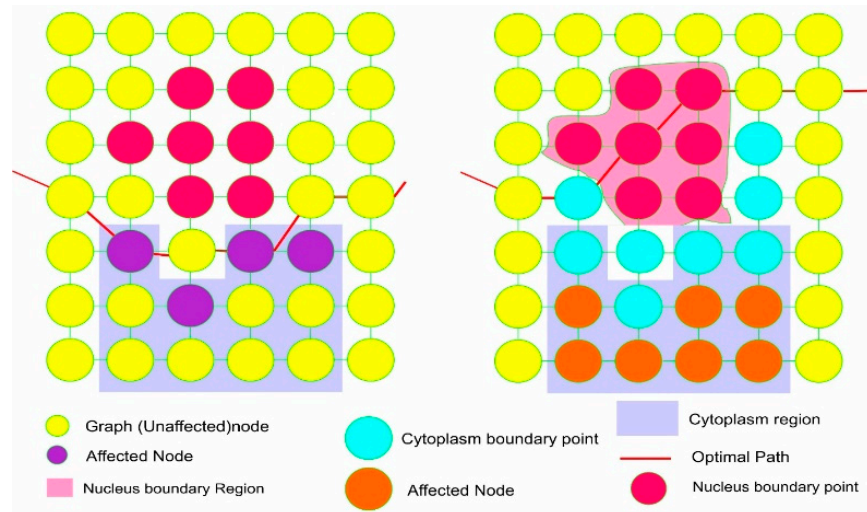 Graph (Unaffected)node
Affected Node
Nucleus boundary Region
Cytoplasm boundary point
Affected Node
Cytoplasm region
Optimal Path
Nucleus boundary point